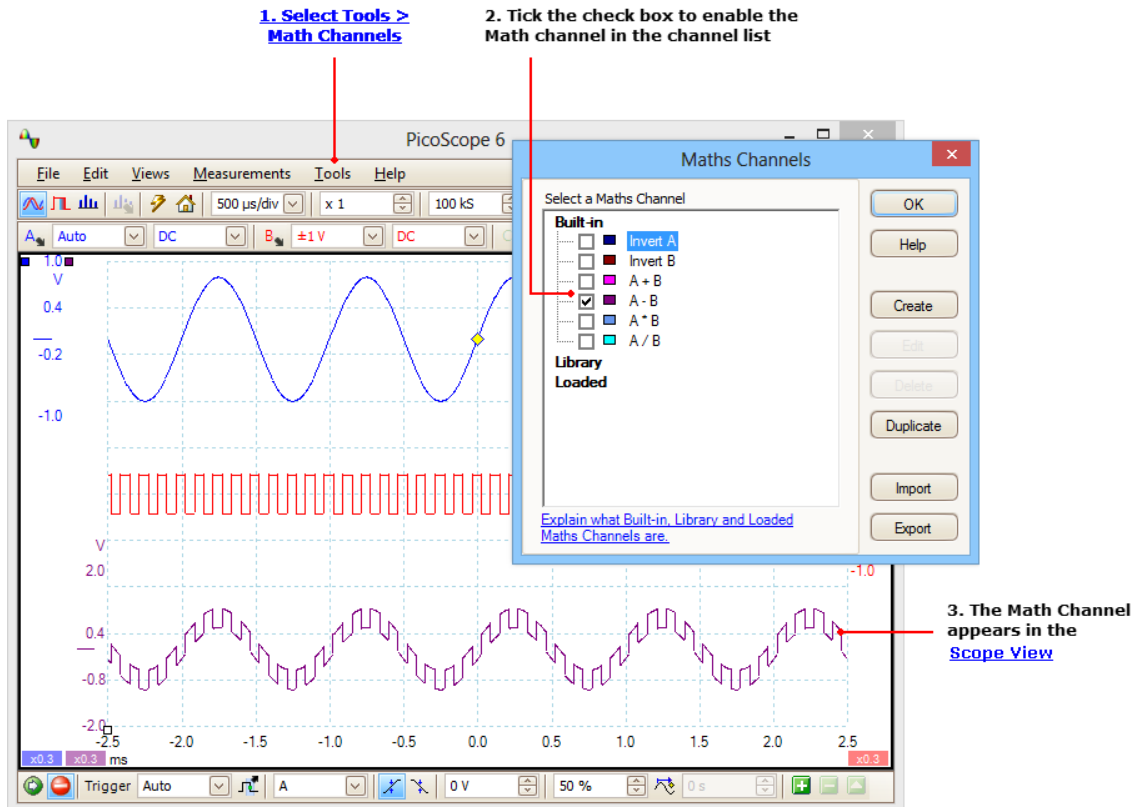 1. Select Tools >
Math Channels
2. Tick the check box to enable the
Math channel in the channel list
PicoScope 6
File Edit Views Measurements Tools Help
500 µs/div x 1 100 kS
A Auto DC B ±1 V DC C
1.0
V
0.4
-0.2
-1.0
V
2.0
0.4
-0.8
-2.0
-1.0
-2.5 -2.0 -1.5 -1.0 -0.5 0.0 0.5 1.0 1.5 2.0 2.5
x0.3 x0.3 ms x0.3
Trigger Auto A 0 V 50 % 0 s
Maths Channels
Select a Maths Channel
Built-in
Invert A
Invert B
A + B
A - B
A * B
A / B
Library
Loaded
Explain what Built-in, Library and Loaded
Maths Channels are.
OK
Help
Create
Edit
Delete
Duplicate
Import
Export
3. The Math Channel
appears in the
Scope View